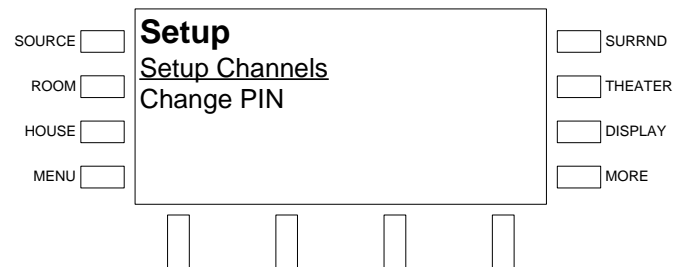 Setup
Setup Channels
Change PIN
SOURCE
ROOM
HOUSE
MENU
SURRND
THEATER
DISPLAY
MORE